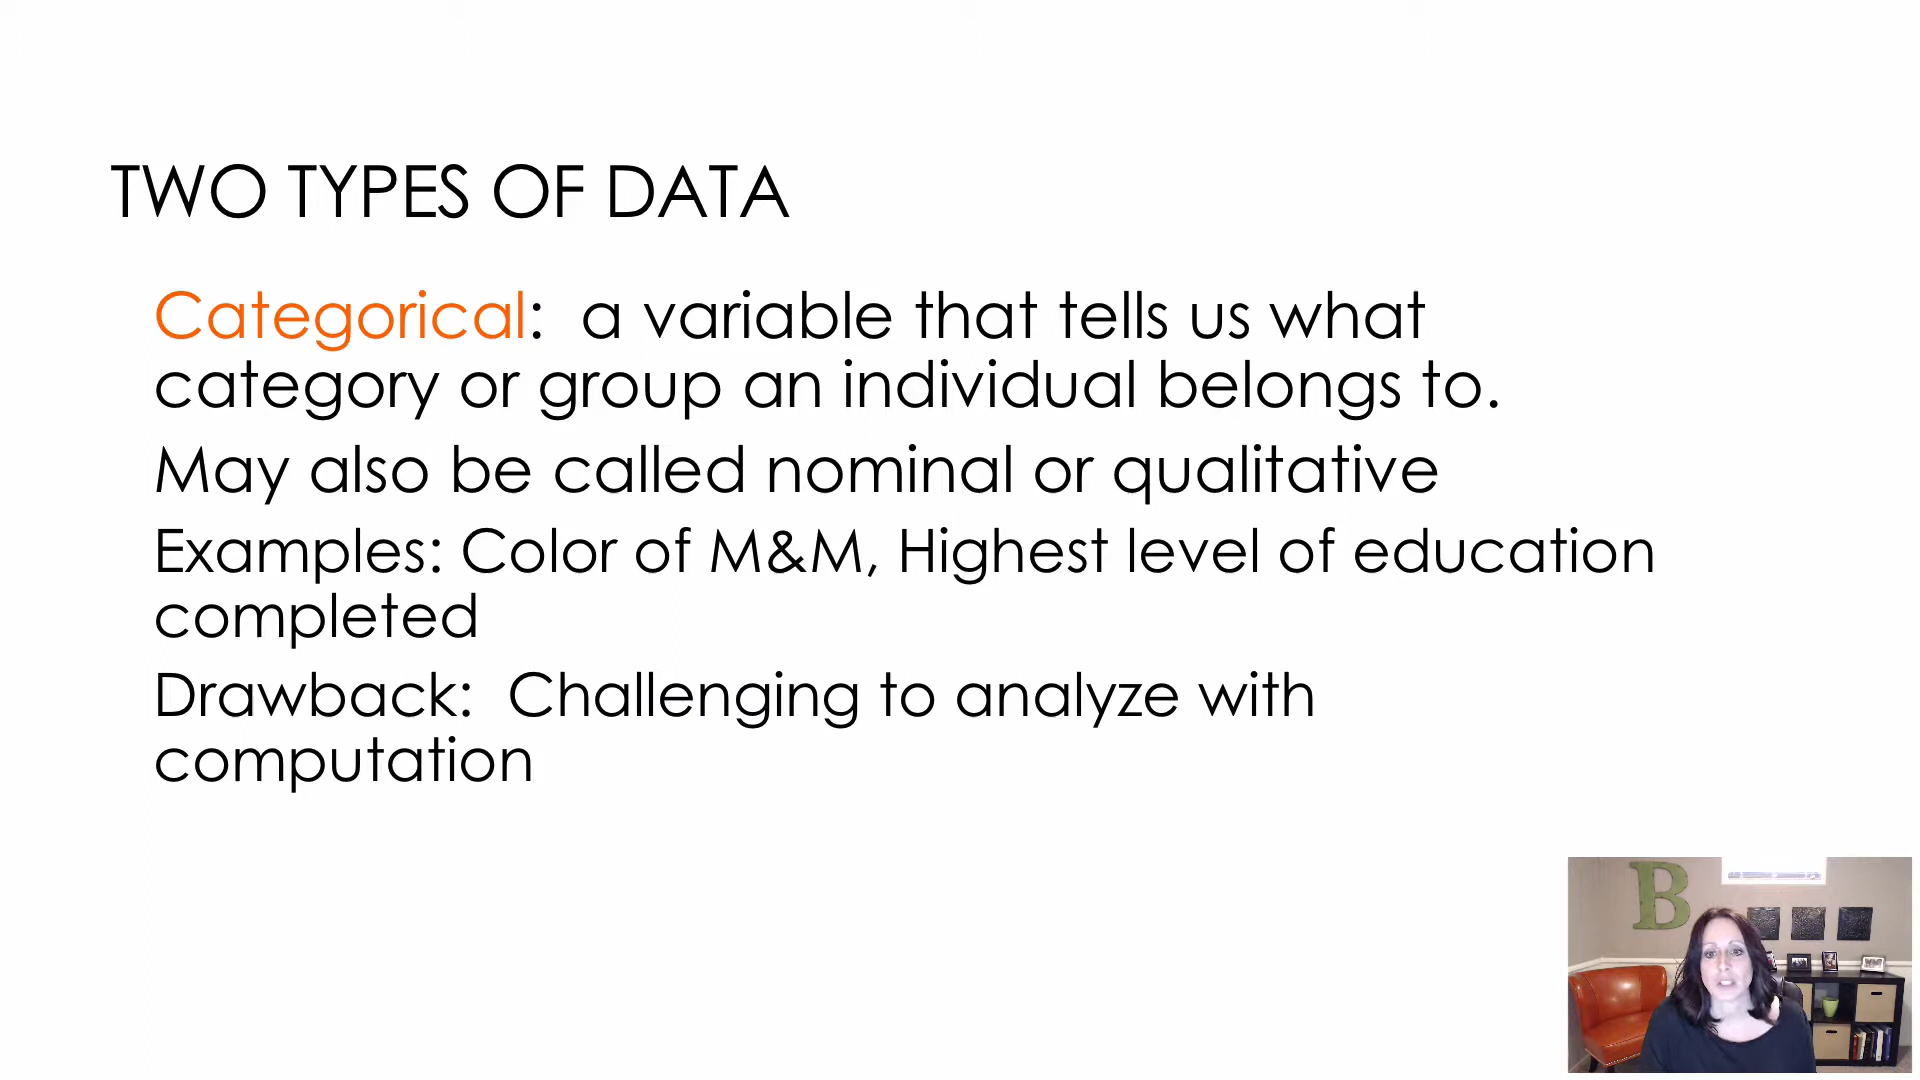 TWO TYPES OF DATA
Categorical:  a variable that tells us what
category or group an individual belongs to.
May also be called nominal or qualitative
Examples: Color of M&M, Highest level of education
completed
Drawback:  Challenging to analyze with
computation
B